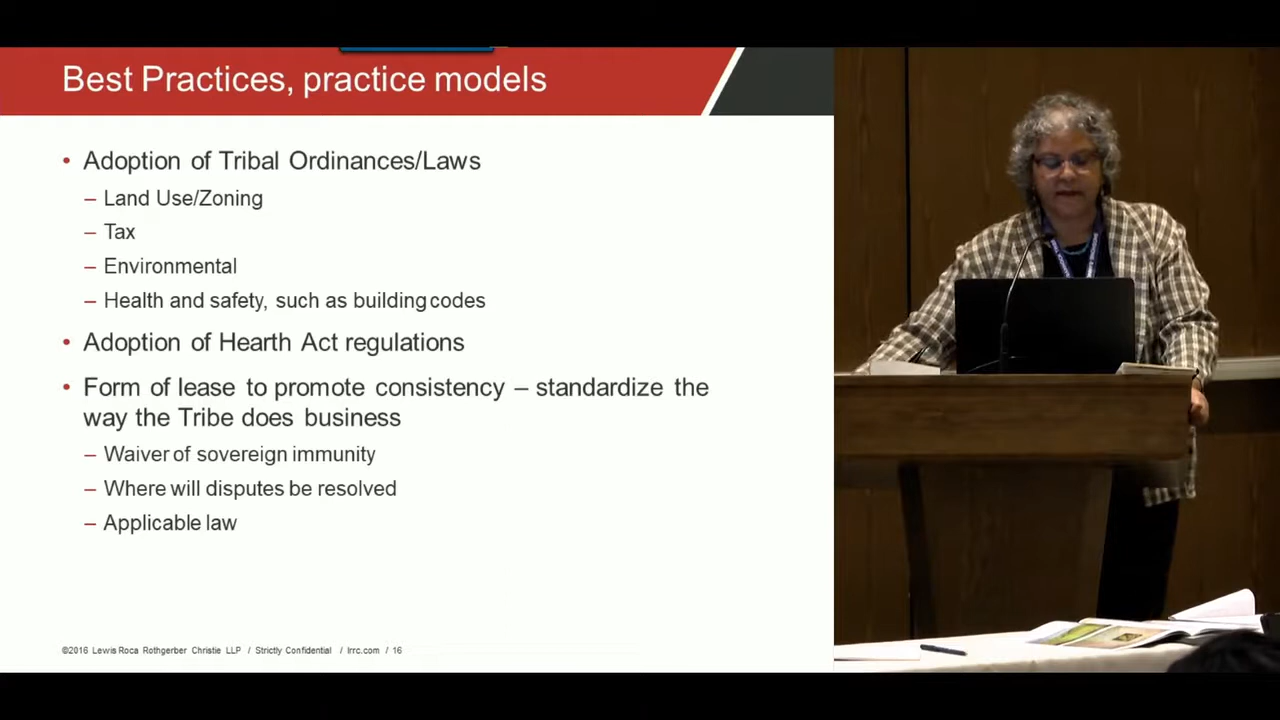 Best Practices, practice models
• Adoption of Tribal Ordinances/Laws
– Land Use/Zoning
– Tax
– Environmental
– Health and safety, such as building codes
• Adoption of Hearth Act regulations
• Form of lease to promote consistency – standardize the
way the Tribe does business
– Waiver of sovereign immunity
– Where will disputes be resolved
– Applicable law
©2016 Lewis Roca Rothgerber Christie LLP / Strictly Confidential / lrrc.com / 16